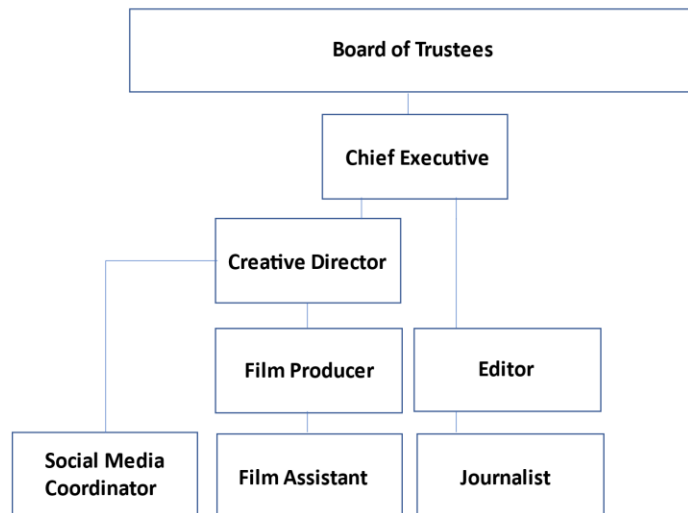 Board of Trustees
Chief Executive
Creative Director
Film Producer
Editor
Social Media
Coordinator
Film Assistant
Journalist